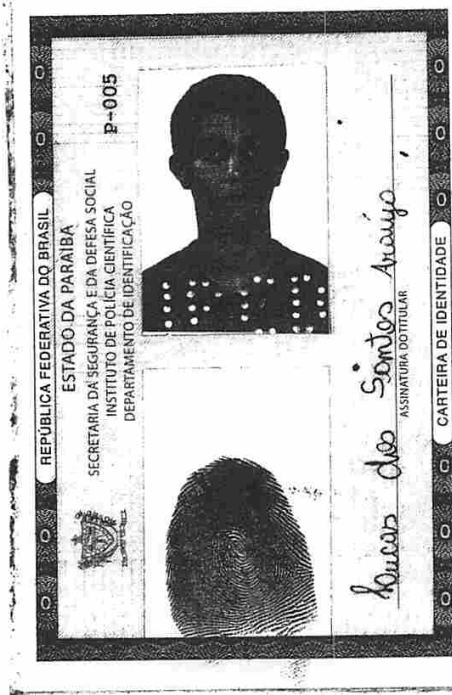 REPÚBLICA FEDERATIVA DO BRASIL
ESTADO DA PARAÍBA
SECRETARIA DA SEGURANÇA E DA DEFESA SOCIAL
INSTITUTO DE POLÍCIA CIENTÍFICA
DEPARTAMENTO DE IDENTIFICAÇÃO
P-005
Lucas dos Santos Araújo
ASSINATURA DO TITULAR
CARTEIRA DE IDENTIDADE